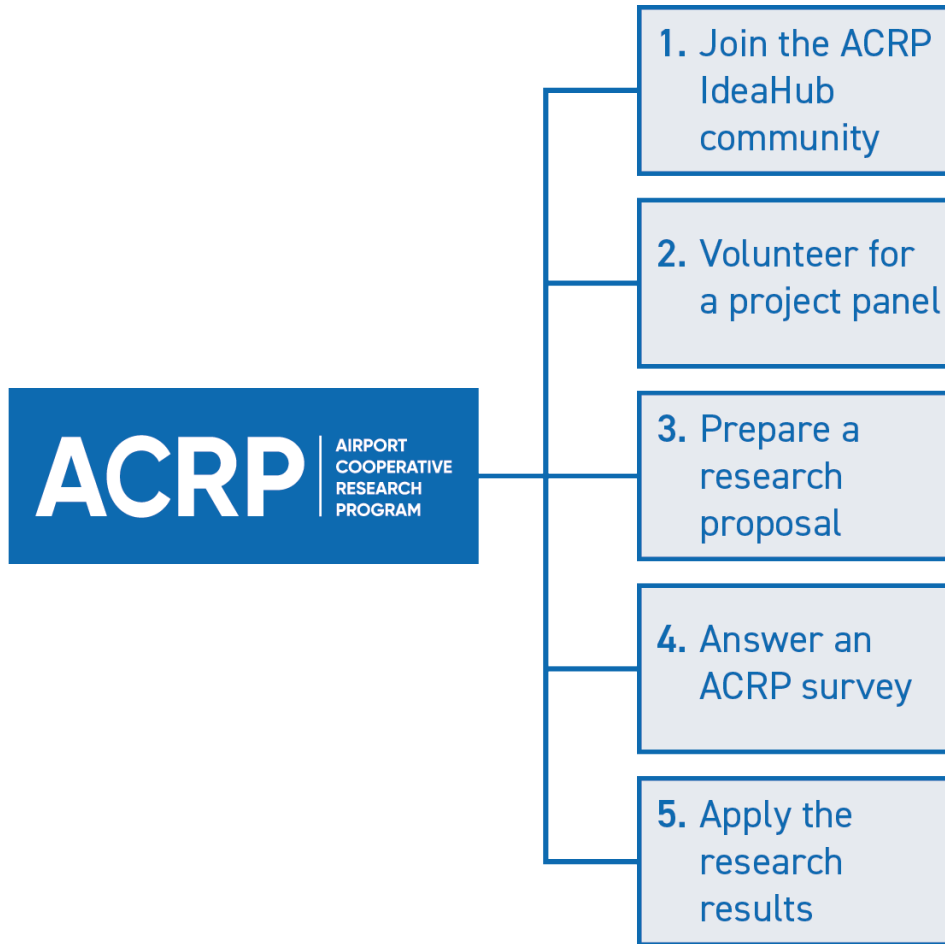 ACRP
AIRPORT
COOPERATIVE
RESEARCH
PROGRAM
1. Join the ACRP
IdeaHub
community
2. Volunteer for
a project panel
3. Prepare a
research
proposal
4. Answer an
ACRP survey
5. Apply the
research
results